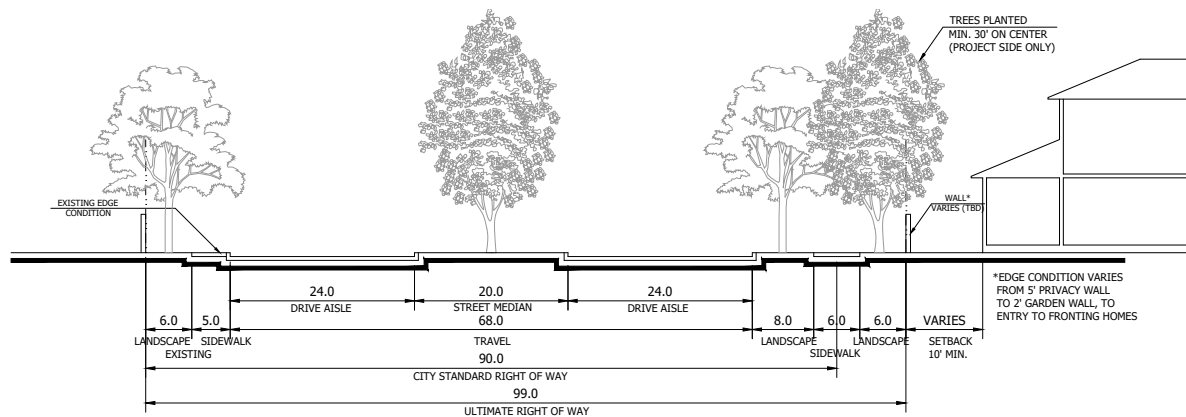 TREES PLANTED
MIN. 30' ON CENTER
(PROJECT SIDE ONLY)
EXISTING EDGE
CONDITION
WALL*
VARIES (TBD)
*EDGE CONDITION VARIES
FROM 5' PRIVACY WALL
TO 2' GARDEN WALL, TO
ENTRY TO FRONTING HOMES
24.0
DRIVE AISLE
20.0
STREET MEDIAN
24.0
DRIVE AISLE
6.0
LANDSCAPE
EXISTING
5.0
SIDEWALK
68.0
TRAVEL
8.0
LANDSCAPE
6.0
SIDEWALK
6.0
LANDSCAPE
VARIES
SETBACK
10' MIN.
90.0
CITY STANDARD RIGHT OF WAY
99.0
ULTIMATE RIGHT OF WAY